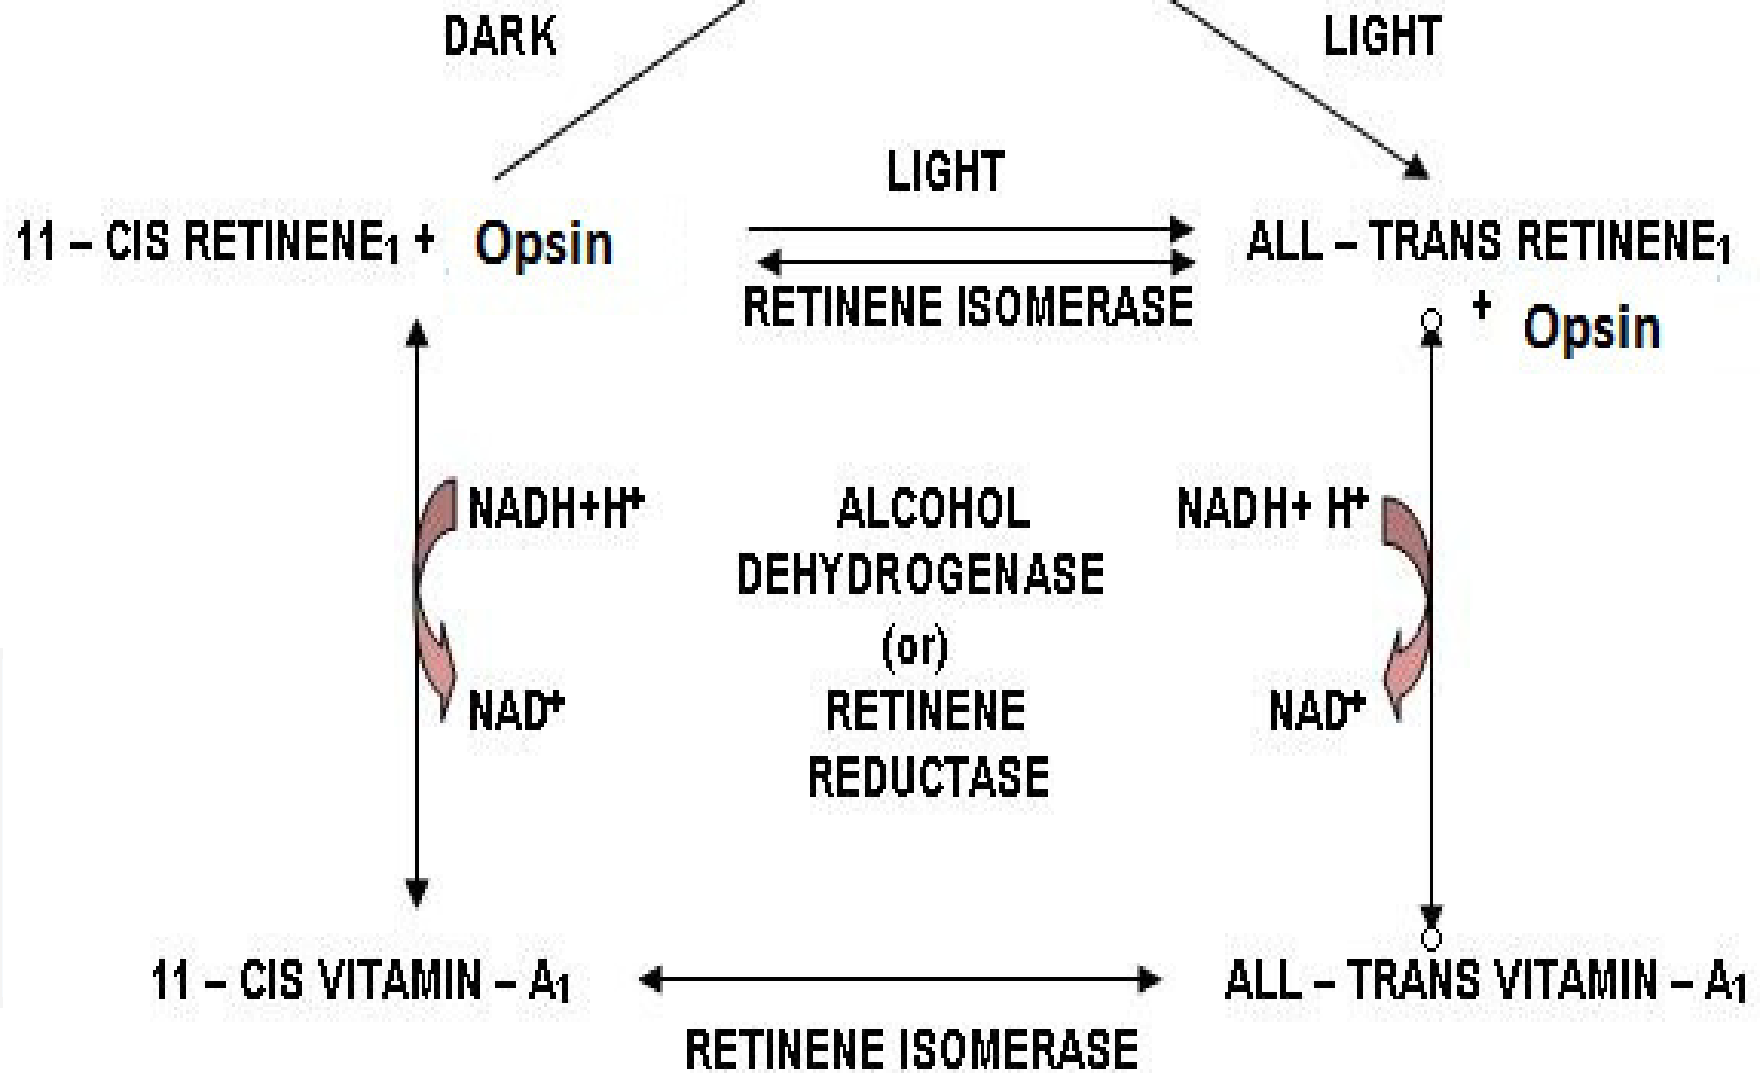 DARK
LIGHT
LIGHT
11 – CIS RETINENE₁ + Opsin
ALL – TRANS RETINENE₁
+ Opsin
RETINENE ISOMERASE
NADH+H⁺
ALCOHOL
DEHYDROGENASE
(or)
RETINENE
REDUCTASE
NADH+ H⁺
NAD⁺
NAD⁺
11 – CIS VITAMIN – A₁
ALL – TRANS VITAMIN – A₁
RETINENE ISOMERASE